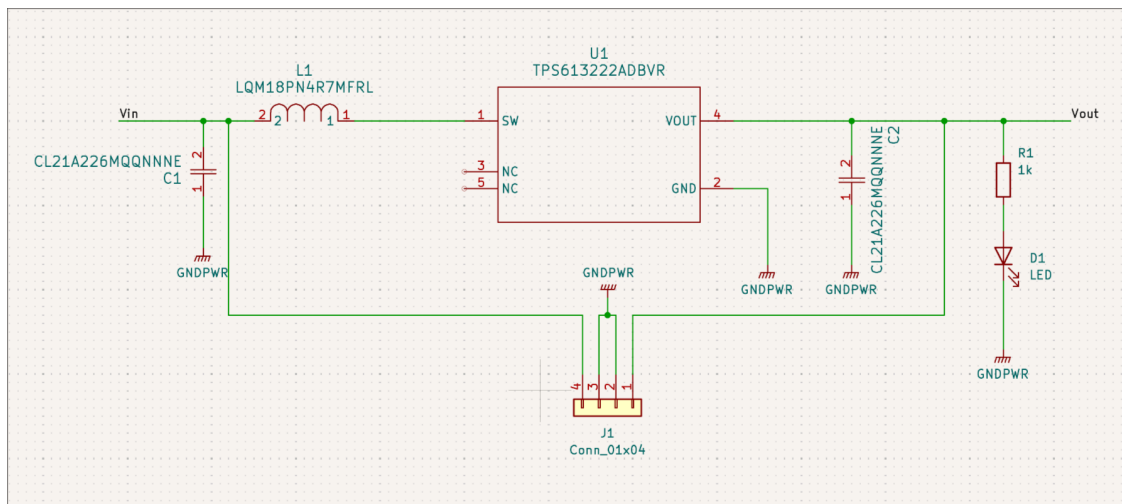 U1
TPS613222ADBVR
L1
LQM18PN4R7MFRL
Vin
2 2 1 1
1 SW
VOUT 4
Vout
CL21A226MQQNNNE
C1
2
1
3 NC
5 NC
GND 2
C2
CL21A226MQQNNNE
2
1
R1
1k
D1
LED
GNDPWR
GNDPWR
GNDPWR
GNDPWR
GNDPWR
4 3 2 1
J1
Conn_01x04